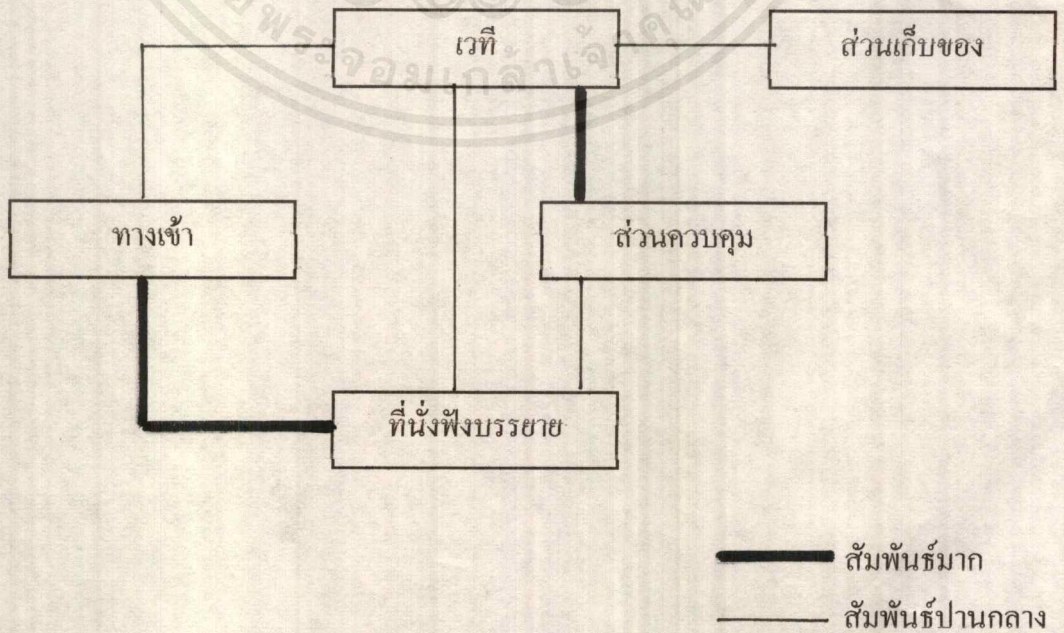 เวที
ส่วนเก็บของ
ทางเข้า
ส่วนควบคุม
ที่นั่งฟังบรรยาย
สัมพันธ์มาก
สัมพันธ์ปานกลาง